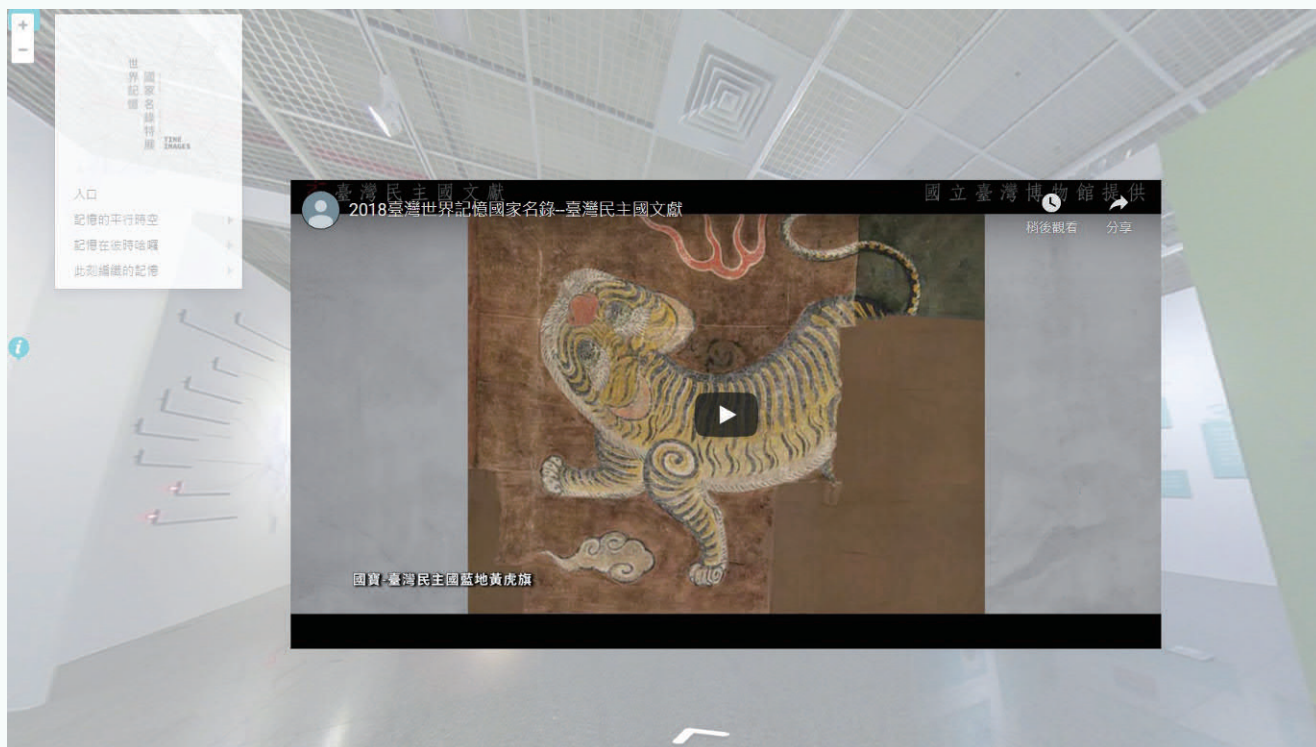 +
−
世界記憶
國家名錄特展
TIME
IMAGES
入口
記憶的平行時空
記憶在彼時啥囉
此刻編織的記憶
i
臺灣民主國文獻
國立臺灣博物館提供
2018臺灣世界記憶國家名錄–臺灣民主國文獻
稍後觀看
分享
國寶-臺灣民主國藍地黃虎旗